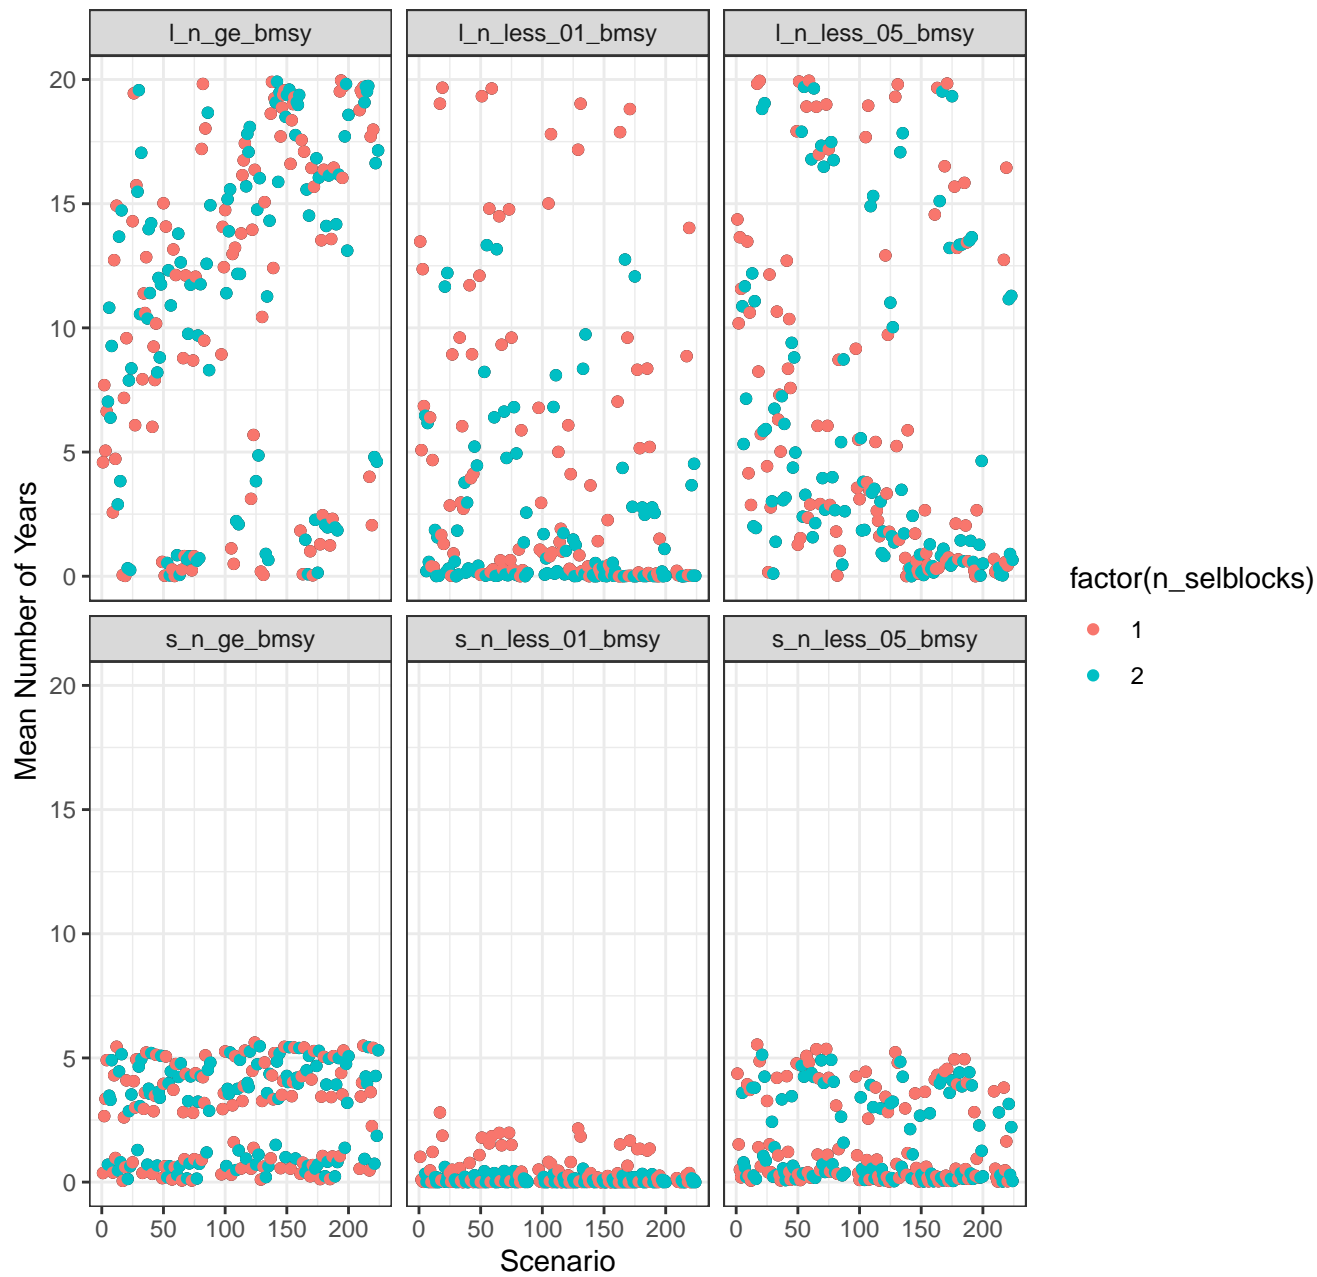 l_n_ge_bmsy l_n_less_01_bmsy l_n_less_05_bmsy
20
15
10
5
0
s_n_ge_bmsy s_n_less_01_bmsy s_n_less_05_bmsy
20
15
10
5
0
0 50 100 150 200 0 50 100 150 200 0 50 100 150 200
Scenario
Mean Number of Years
factor(n_selblocks)
1
2